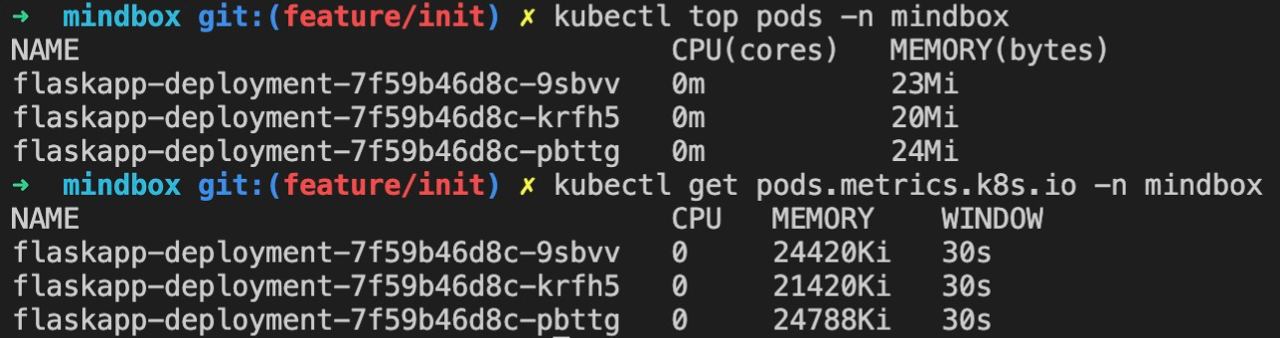 ➜  mindbox git:(feature/init) ✗ kubectl top pods -n mindbox
NAME                                   CPU(cores)   MEMORY(bytes)
flaskapp-deployment-7f59b46d8c-9sbvv   0m           23Mi
flaskapp-deployment-7f59b46d8c-krfh5   0m           20Mi
flaskapp-deployment-7f59b46d8c-pbttg   0m           24Mi
➜  mindbox git:(feature/init) ✗ kubectl get pods.metrics.k8s.io -n mindbox
NAME                                   CPU   MEMORY    WINDOW
flaskapp-deployment-7f59b46d8c-9sbvv   0     24420Ki   30s
flaskapp-deployment-7f59b46d8c-krfh5   0     21420Ki   30s
flaskapp-deployment-7f59b46d8c-pbttg   0     24788Ki   30s